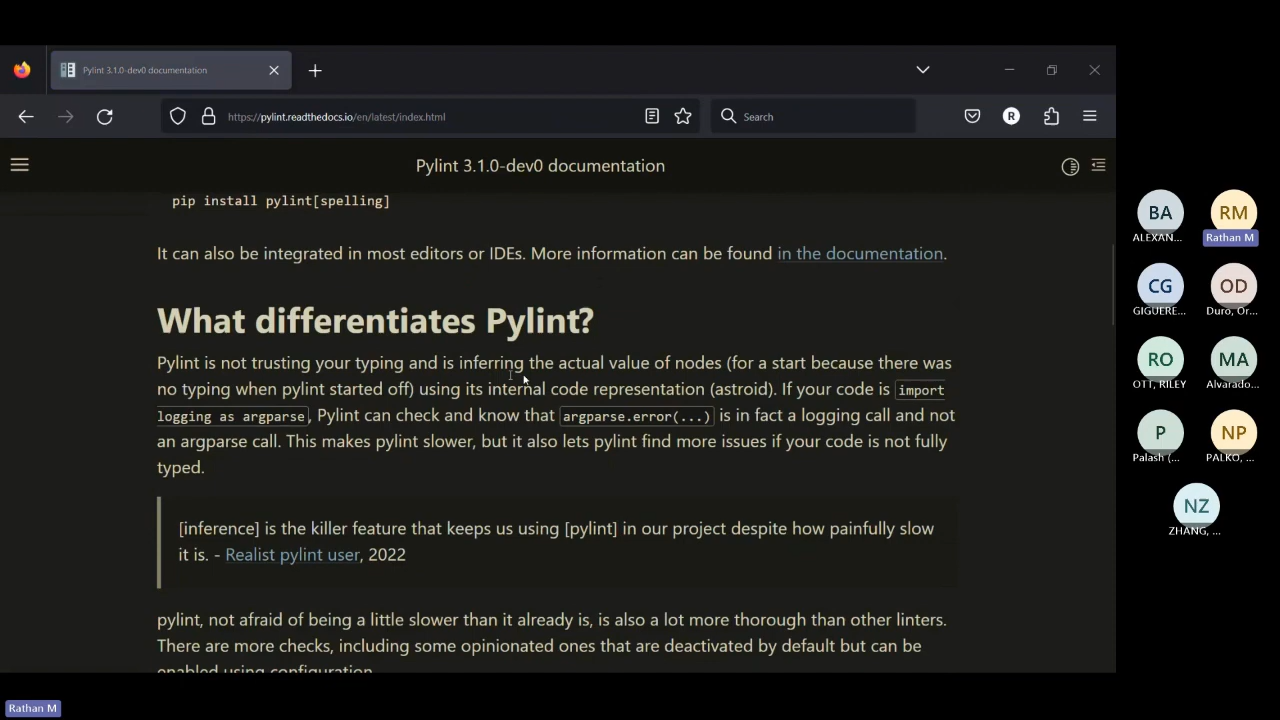 Pylint 3.1.0-dev0 documentation
https://pylint.readthedocs.io/en/latest/index.html
Search
R
Pylint 3.1.0-dev0 documentation
pip install pylint[spelling]
It can also be integrated in most editors or IDEs. More information can be found in the documentation.
What differentiates Pylint?
Pylint is not trusting your typing and is inferring the actual value of nodes (for a start because there was
no typing when pylint started off) using its internal code representation (astroid). If your code is import
logging as argparse, Pylint can check and know that argparse.error(...) is in fact a logging call and not
an argparse call. This makes pylint slower, but it also lets pylint find more issues if your code is not fully
typed.
[inference] is the killer feature that keeps us using [pylint] in our project despite how painfully slow
it is. - Realist pylint user, 2022
pylint, not afraid of being a little slower than it already is, is also a lot more thorough than other linters.
There are more checks, including some opinionated ones that are deactivated by default but can be
enabled using configuration.
BA
RM
ALEXAN...
Rathan M
CG
OD
GIGUERE...
Duro, Or...
RO
MA
OTT, RILEY
Alvarado...
P
NP
Palash (...
PALKO, ...
NZ
ZHANG, ...
Rathan M